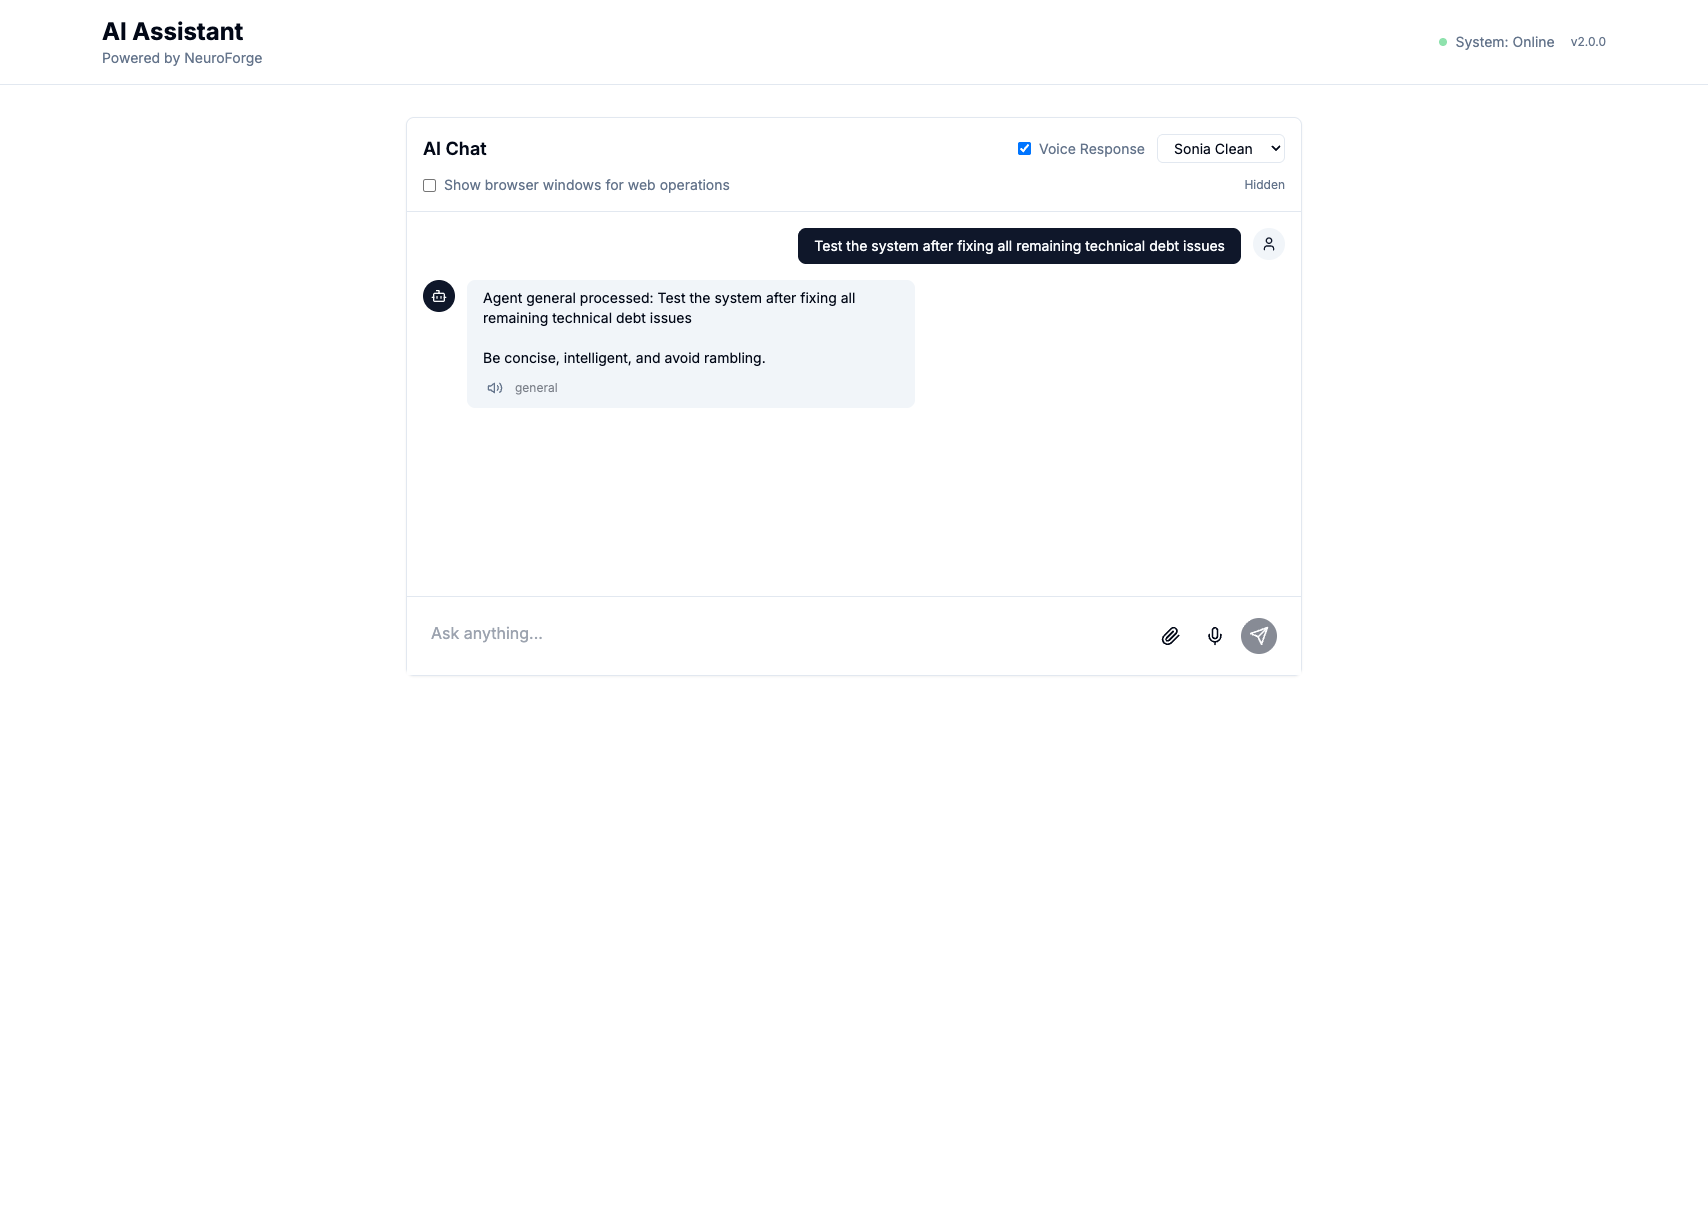 AI Assistant
Powered by NeuroForge
System: Online
v2.0.0
AI Chat
Voice Response
Sonia Clean
Show browser windows for web operations
Hidden
Test the system after fixing all remaining technical debt issues
Agent general processed: Test the system after fixing all
remaining technical debt issues
Be concise, intelligent, and avoid rambling.
general
Ask anything...